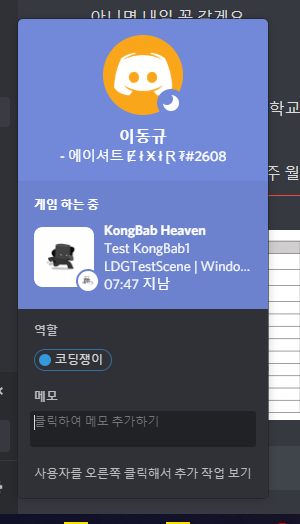 아니면 내일 꼭 갈게요
학교
이동규
- 에이셔트 ɆɫӾɫⱤ₮#2608
주 월
게임 하는 중
KongBab Heaven
Test KongBab1
LDGTestScene | Windo...
07:47 지남
역할
코딩쟁이
메모
클릭하여 메모 추가하기
사용자를 오른쪽 클릭해서 추가 작업 보기